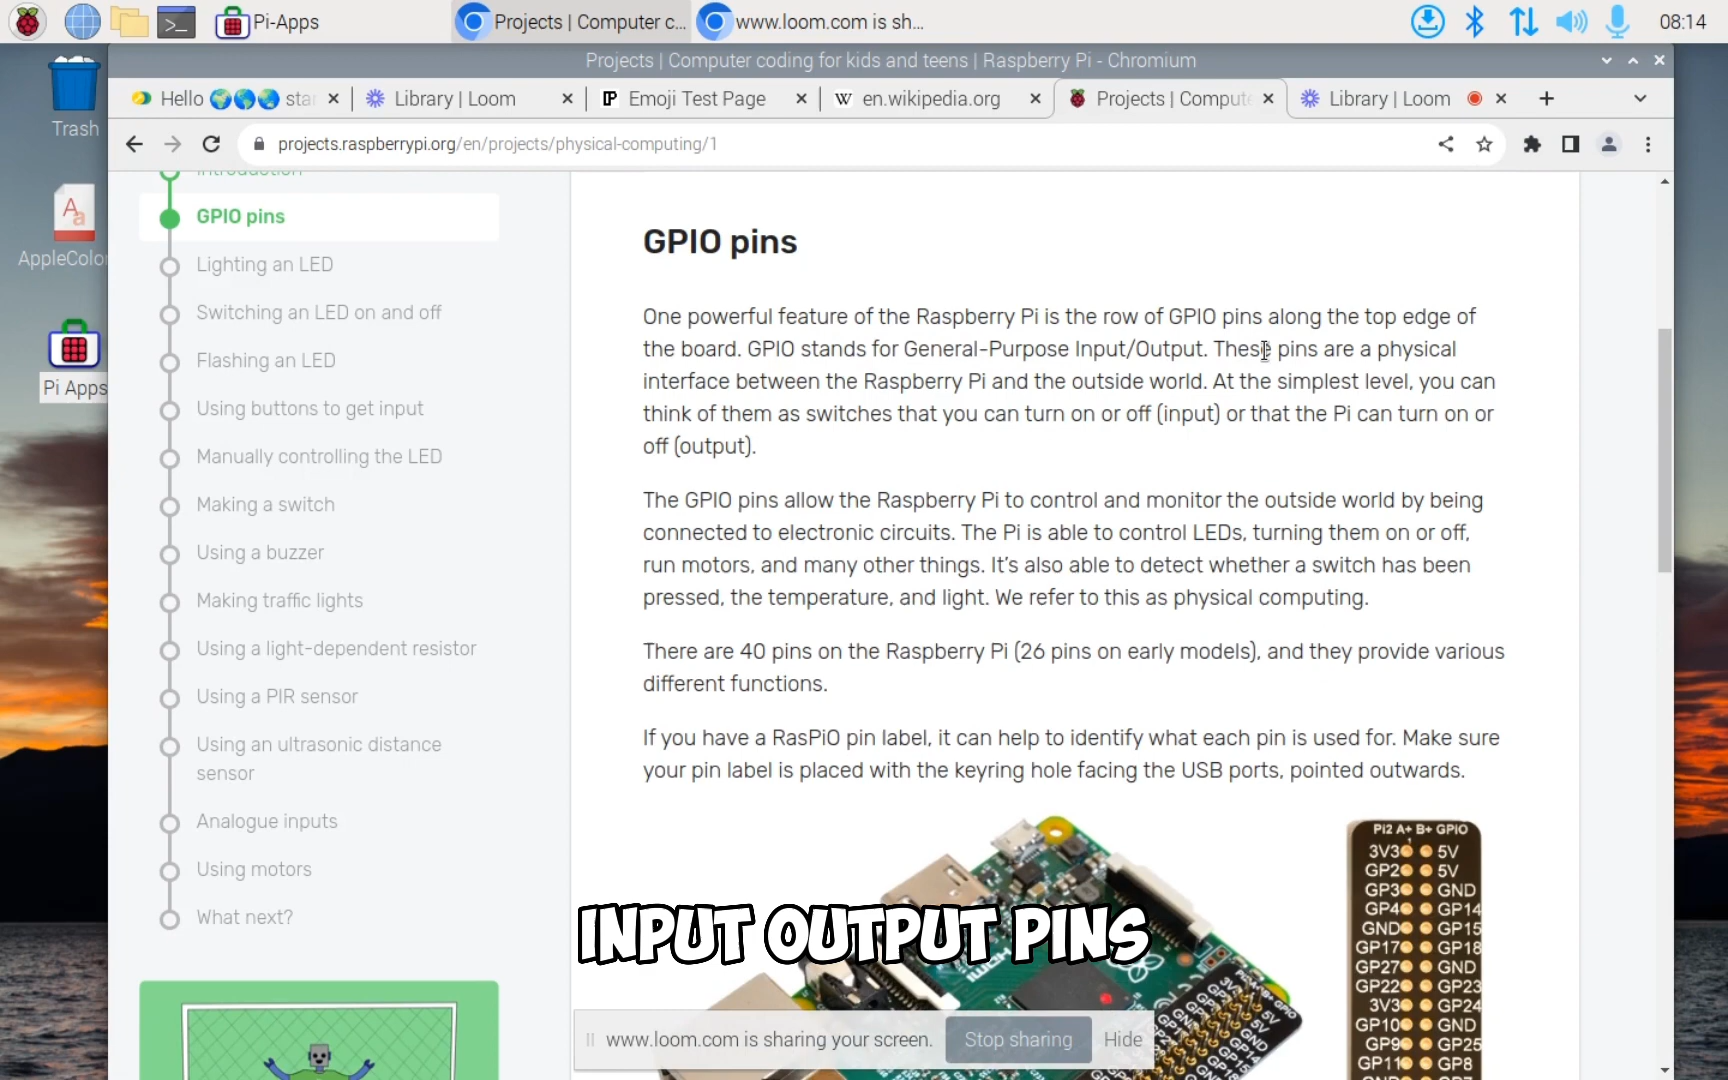 Pi-Apps
Projects | Computer c...
www.loom.com is sh...
08:14
Projects | Computer coding for kids and teens | Raspberry Pi - Chromium
Hello 🌍🌎🌏 star
Library | Loom
Emoji Test Page
en.wikipedia.org
Projects | Compute
Library | Loom
projects.raspberrypi.org/en/projects/physical-computing/1
Trash
AppleColor
Pi Apps
Introduction
GPIO pins
Lighting an LED
Switching an LED on and off
Flashing an LED
Using buttons to get input
Manually controlling the LED
Making a switch
Using a buzzer
Making traffic lights
Using a light-dependent resistor
Using a PIR sensor
Using an ultrasonic distance
sensor
Analogue inputs
Using motors
What next?
GPIO pins
One powerful feature of the Raspberry Pi is the row of GPIO pins along the top edge of
the board. GPIO stands for General-Purpose Input/Output. These pins are a physical
interface between the Raspberry Pi and the outside world. At the simplest level, you can
think of them as switches that you can turn on or off (input) or that the Pi can turn on or
off (output).
The GPIO pins allow the Raspberry Pi to control and monitor the outside world by being
connected to electronic circuits. The Pi is able to control LEDs, turning them on or off,
run motors, and many other things. It's also able to detect whether a switch has been
pressed, the temperature, and light. We refer to this as physical computing.
There are 40 pins on the Raspberry Pi (26 pins on early models), and they provide various
different functions.
If you have a RasPiO pin label, it can help to identify what each pin is used for. Make sure
your pin label is placed with the keyring hole facing the USB ports, pointed outwards.
Pi2 A+ B+ GPIO
3V3 5V
GP2 5V
GP3 GND
GP4 GP14
GND GP15
GP17 GP18
GP27 GND
GP22 GP23
3V3 GP24
GP10 GND
GP9 GP25
GP11 GP8
INPUT OUTPUT PINS
www.loom.com is sharing your screen.
Stop sharing
Hide